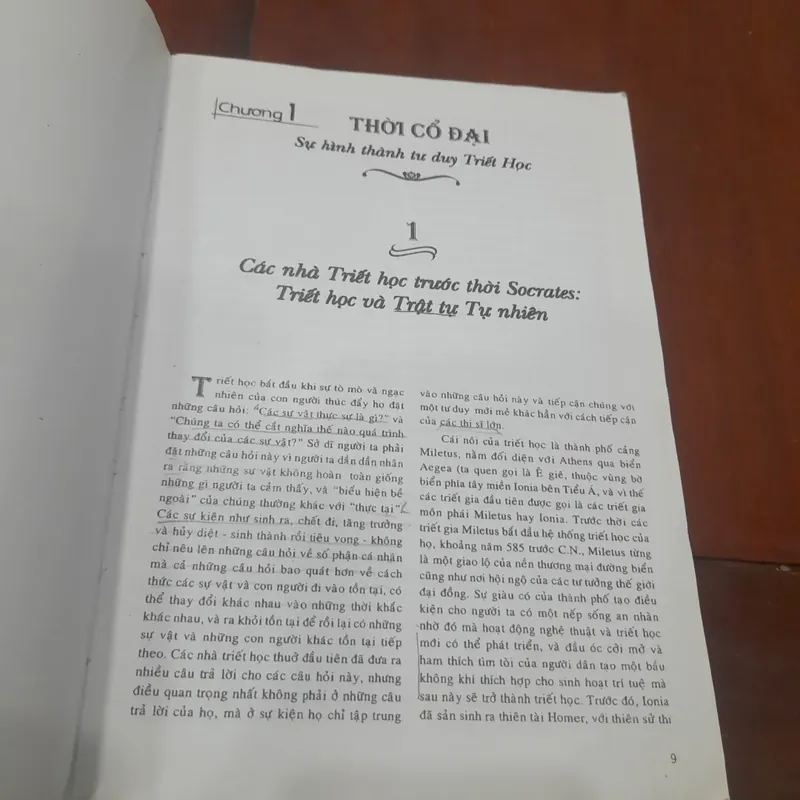 Chương 1
THỜI CỔ ĐẠI
Sự hình thành tư duy Triết Học
1
Các nhà Triết học trước thời Socrates:
Triết học và Trật tự Tự nhiên
Triết học bắt đầu khi sự tò mò và ngạc
nhiên của con người thúc đẩy họ đặt
những câu hỏi: "Các sự vật thực sự là gì?" và
"Chúng ta có thể cắt nghĩa thế nào quá trình
thay đổi của các sự vật?" Sở dĩ người ta phải
đặt những câu hỏi này vì người ta dần dần nhận
ra rằng những sự vật không hoàn toàn giống
những gì người ta cảm thấy, và "biểu hiện bề
ngoài" của chúng thường khác với "thực tại".
Các sự kiện như sinh ra, chết đi, tăng trưởng
và hủy diệt - sinh thành rồi tiêu vong - không
chỉ nêu lên những câu hỏi về số phận cá nhân
mà cả những câu hỏi bao quát hơn về cách
thức các sự vật và con người đi vào tồn tại, có
thể thay đổi khác nhau vào những thời khắc
khác nhau, và ra khỏi tồn tại để rồi lại có những
sự vật và những con người khác tồn tại tiếp
theo. Các nhà triết học thuở đầu tiên đã đưa ra
nhiều câu trả lời cho các câu hỏi này, nhưng
điều quan trọng nhất không phải ở những câu
trả lời của họ, mà ở sự kiện họ chỉ tập trung
vào những câu hỏi này và tiếp cận chúng với
một tư duy mới mẻ khác hẳn với cách tiếp cận
của các thi sĩ lớn.
Cái nôi của triết học là thành phố cảng
Miletus, nằm đối diện với Athens qua biển
Aegea (ta quen gọi là Ê giê, thuộc vùng bờ
biển phía tây miền Ionia bên Tiểu Á, và vì thế
các triết gia đầu tiên được gọi là các triết gia
môn phái Miletus hay Ionia. Trước thời các
triết gia Miletus bắt đầu hệ thống triết học của
họ, khoảng năm 585 trước C.N., Miletus từng
là một giao lộ của nền thương mại đường biển
cũng như nơi hội ngộ của các tư tưởng thế giới
đại đồng. Sự giàu có của thành phố tạo điều
kiện cho người ta có một nếp sống an nhàn
nhờ đó mà hoạt động nghệ thuật và triết học
mới có thể phát triển, và đầu óc cởi mở và
ham thích tìm tòi của người dân tạo một bầu
không khí thích hợp cho sinh hoạt trí tuệ mà
sau này sẽ trở thành triết học. Trước đó, Ionia
đã sản sinh ra thiên tài Homer, với thiên sử thi
9